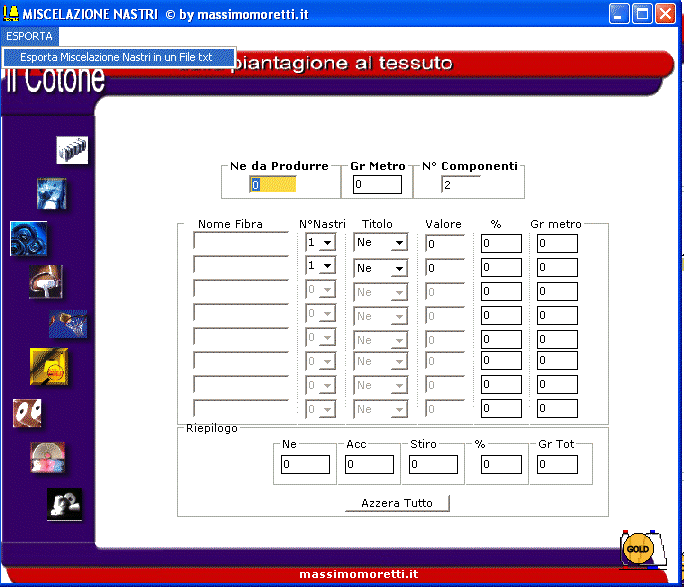 MISCELAZIONE NASTRI © by massimomoretti.it
ESPORTA
Esporta Miscelazione Nastri in un File txt
piantagione al tessuto
Il Cotone
Ne da Produrre Gr Metro N° Componenti
0 0 2
Nome Fibra N°Nastri Titolo Valore % Gr metro
1 Ne 0 0 0
1 Ne 0 0 0
0 Ne 0 0 0
0 Ne 0 0 0
0 Ne 0 0 0
0 Ne 0 0 0
0 Ne 0 0 0
0 Ne 0 0 0
Riepilogo
Ne Acc Stiro % Gr Tot
0 0 0 0 0
Azzera Tutto
GOLD
massimomoretti.it